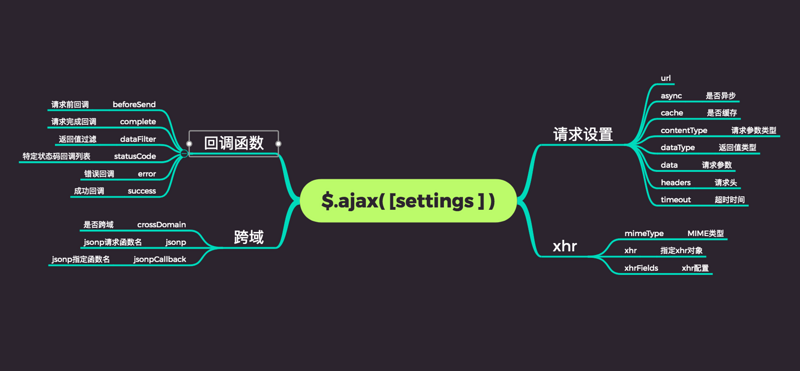 $.ajax( [settings ] )
回调函数
请求前回调 beforeSend
请求完成回调 complete
返回值过滤 dataFilter
特定状态码回调列表 statusCode
错误回调 error
成功回调 success
跨域
是否跨域 crossDomain
jsonp请求函数名 jsonp
jsonp指定函数名 jsonpCallback
请求设置
url
async 是否异步
cache 是否缓存
contentType 请求参数类型
dataType 返回值类型
data 请求参数
headers 请求头
timeout 超时时间
xhr
mimeType MIME类型
xhr 指定xhr对象
xhrFields xhr配置